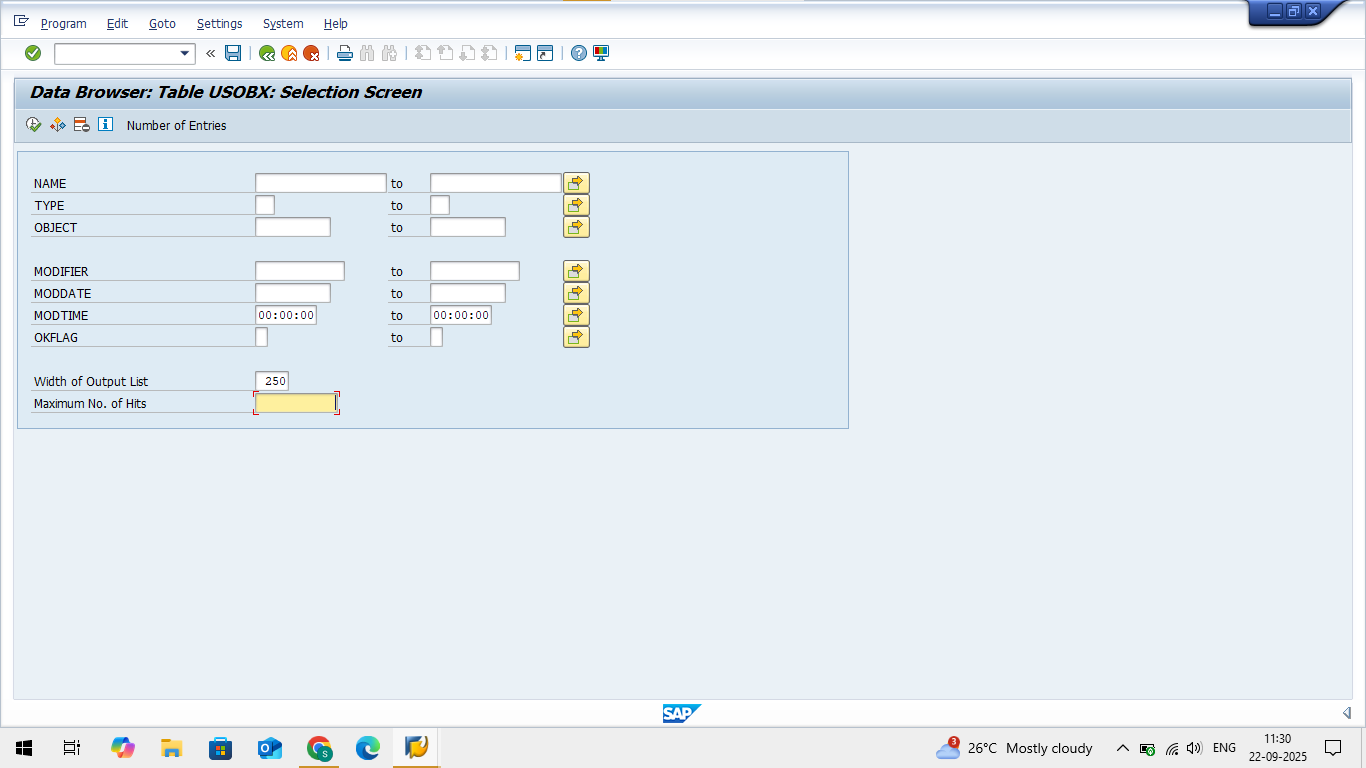 Program Edit Goto Settings System Help
Data Browser: Table USOBX: Selection Screen
Number of Entries
NAME to
TYPE to
OBJECT to
MODIFIER to
MODDATE to
MODTIME 00:00:00 to 00:00:00
OKFLAG to
Width of Output List 250
Maximum No. of Hits
SAP
3 26°C Mostly cloudy ENG 11:30
22-09-2025